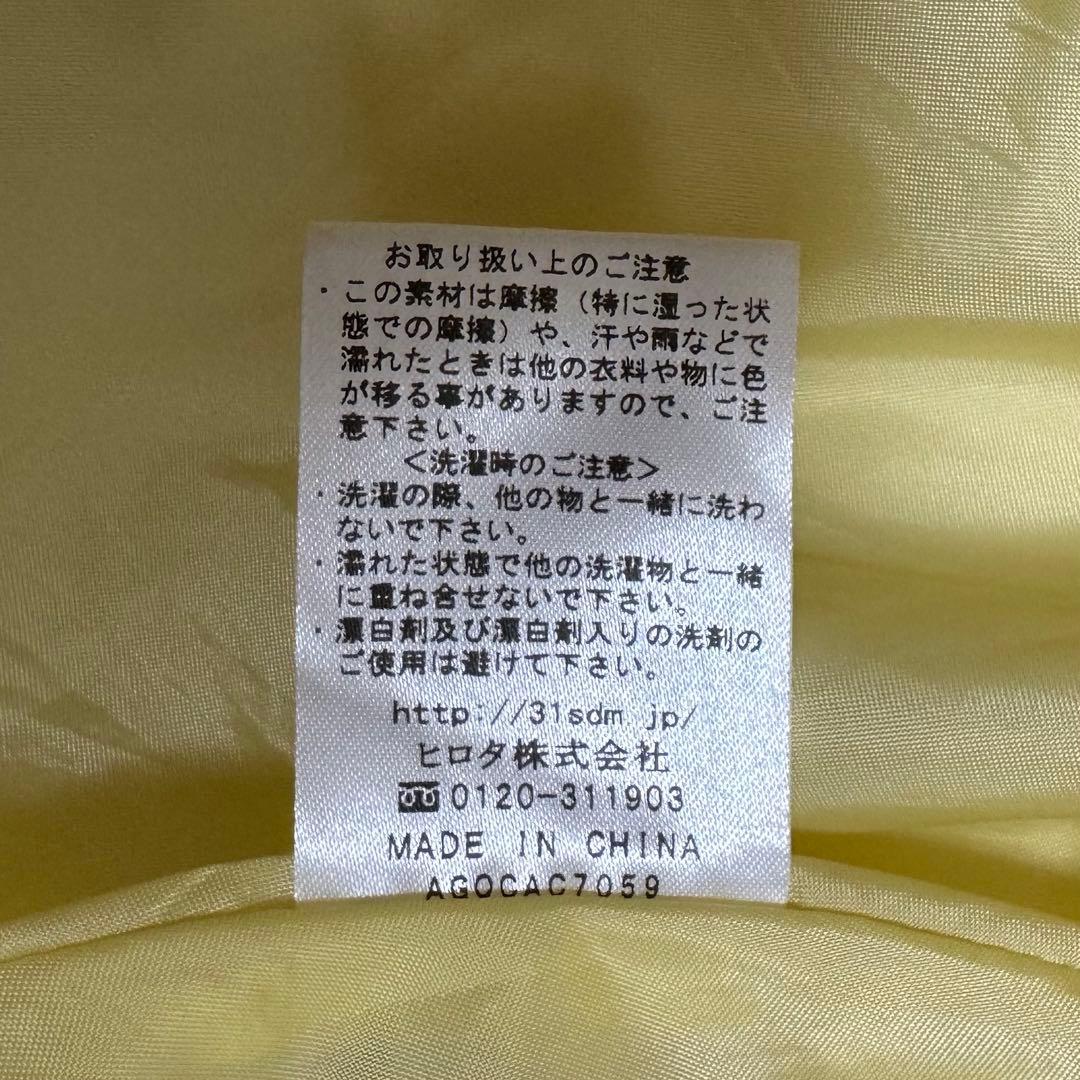 お取り扱い上のご注意
・この素材は摩擦（特に湿った状
態での摩擦）や、汗や雨などで
濡れたときは他の衣料や物に色
が移る事がありますので、ご注
意下さい。
＜洗濯時のご注意＞
・洗濯の際、他の物と一緒に洗わ
ないで下さい。
・濡れた状態で他の洗濯物と一緒
に重ね合せないで下さい。
・漂白剤及び漂白剤入りの洗剤の
ご使用は避けて下さい。
http://31sdm.jp/
ヒロタ株式会社
0120-311903
MADE IN CHINA
AGOCAC7059